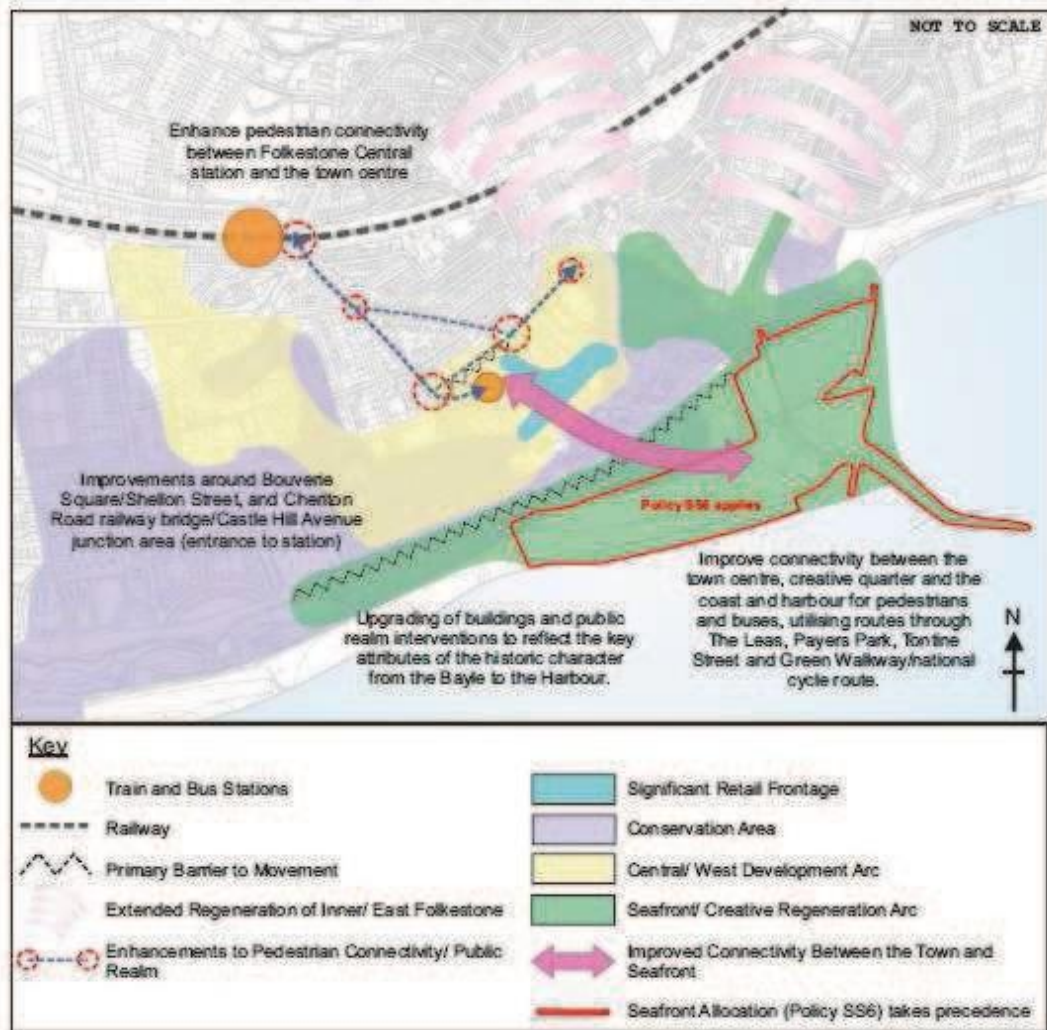 NOT TO SCALE
Enhance pedestrian connectivity
between Folkestone Central
station and the town centre
Improvements around Bouverie
Square/Shellon Street, and Cheriton
Road railway bridge/Castle Hill Avenue
junction area (entrance to station)
Policy SS6 applies
Upgrading of buildings and public
realm interventions to reflect the key
attributes of the historic character
from the Bayle to the Harbour.
Improve connectivity between the
town centre, creative quarter and the
coast and harbour for pedestrians
and buses, utilising routes through
The Leas, Payers Park, Tontine
Street and Green Walkway/national
cycle route.
N
Key
Train and Bus Stations
Railway
Primary Barrier to Movement
Extended Regeneration of Inner/ East Folkestone
Enhancements to Pedestrian Connectivity/ Public
Realm
Significant Retail Frontage
Conservation Area
Central/ West Development Arc
Seafront/ Creative Regeneration Arc
Improved Connectivity Between the Town and
Seafront
Seafront Allocation (Policy SS6) takes precedence